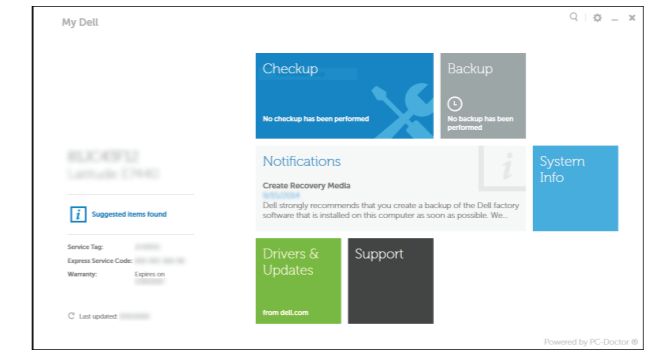 My Dell
Checkup
No checkup has been performed
Backup
No backup has been
performed
Notifications
Create Recovery Media
Dell strongly recommends that you create a backup of the Dell factory
software that is installed on this computer as soon as possible. We...
System
Info
Suggested items found
Service Tag:
Express Service Code:
Warranty: Expires on
Last updated:
Drivers &
Updates
from dell.com
Support
Powered by PC-Doctor ®